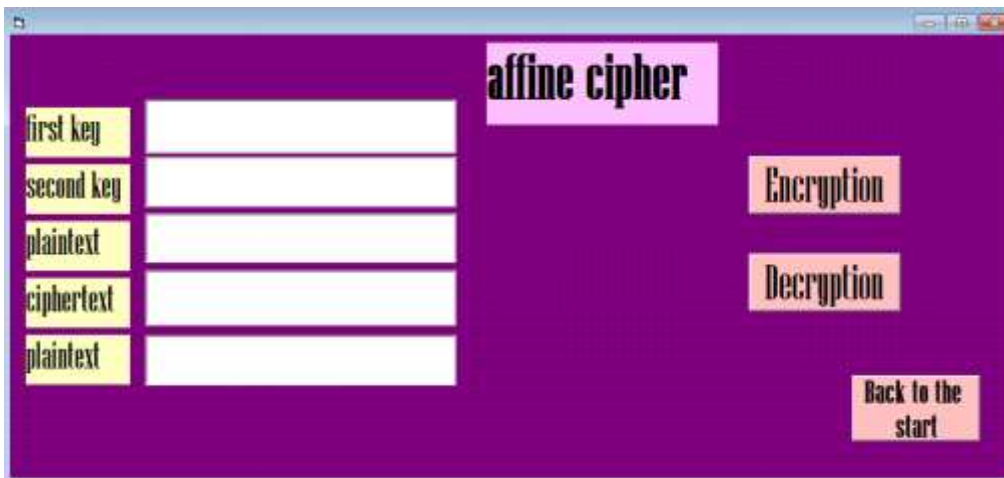 affine cipher
first key
second key
plaintext
ciphertext
plaintext
Encryption
Decryption
Back to the
start